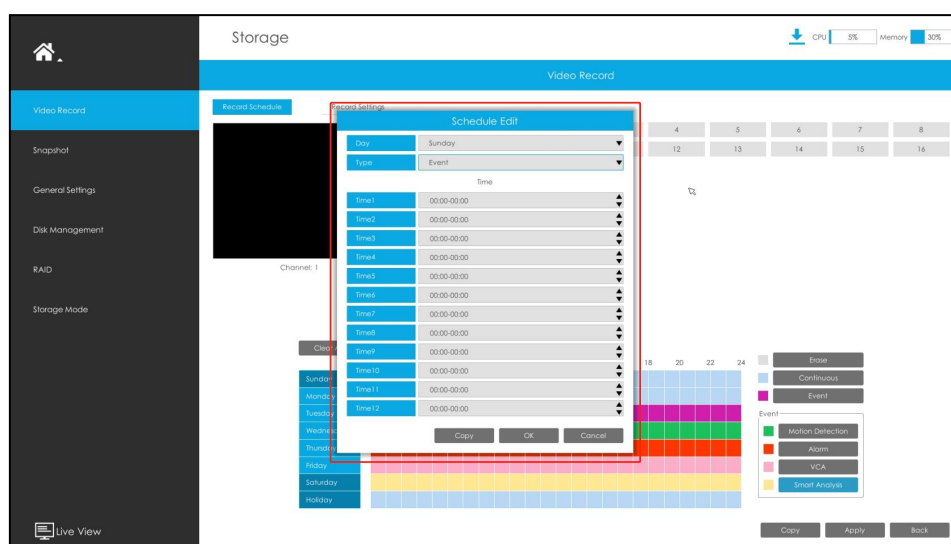 Storage
CPU 5% Memory 30%
Video Record
Video Record
Snapshot
General Settings
Disk Management
RAID
Storage Mode
Live View
Record Schedule Record Settings
4 5 6 7 8
12 13 14 15 16
Channel: 1
Schedule Edit
Day Sunday
Type Event
Time
Time1 00:00-00:00
Time2 00:00-00:00
Time3 00:00-00:00
Time4 00:00-00:00
Time5 00:00-00:00
Time6 00:00-00:00
Time7 00:00-00:00
Time8 00:00-00:00
Time9 00:00-00:00
Time10 00:00-00:00
Time11 00:00-00:00
Time12 00:00-00:00
Copy OK Cancel
Clear
18 20 22 24
Sunday
Monday
Tuesday
Wednes
Thursday
Friday
Saturday
Holiday
Erase
Continuous
Event
Event
Motion Detection
Alarm
VCA
Smart Analysis
Copy Apply Back